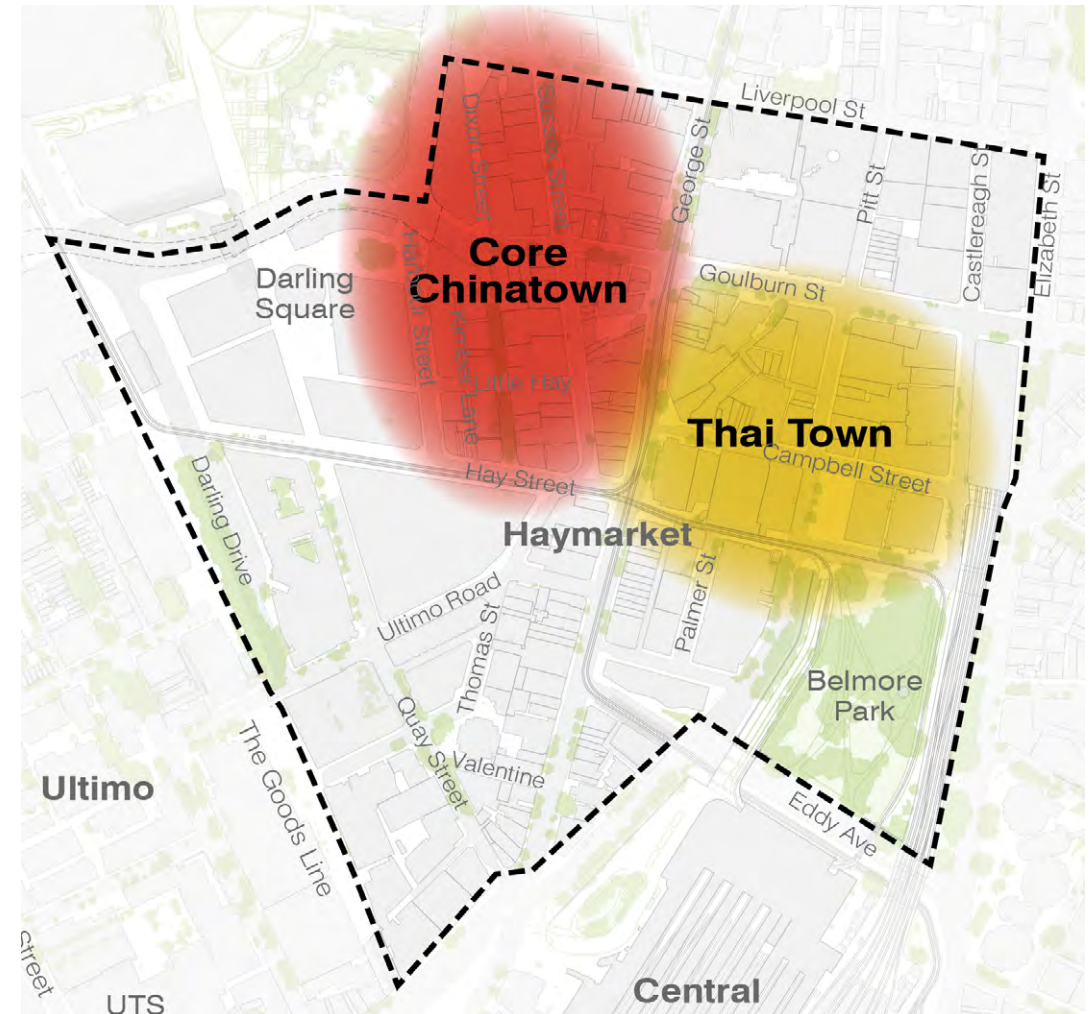 Liverpool St
Dixon Street
Sussex Street
George St
Pitt St
Castlereagh St
Elizabeth St
Core
Chinatown
Darling
Square
Goulburn St
Harbour Street
Kimber Lane
Little Hay
Thai Town
Campbell Street
Hay Street
Haymarket
Darling Drive
Ultimo Road
Thomas St
Palmer St
Belmore
Park
Quay Street
Valentine
The Goods Line
Ultimo
Eddy Ave
Street
UTS
Central